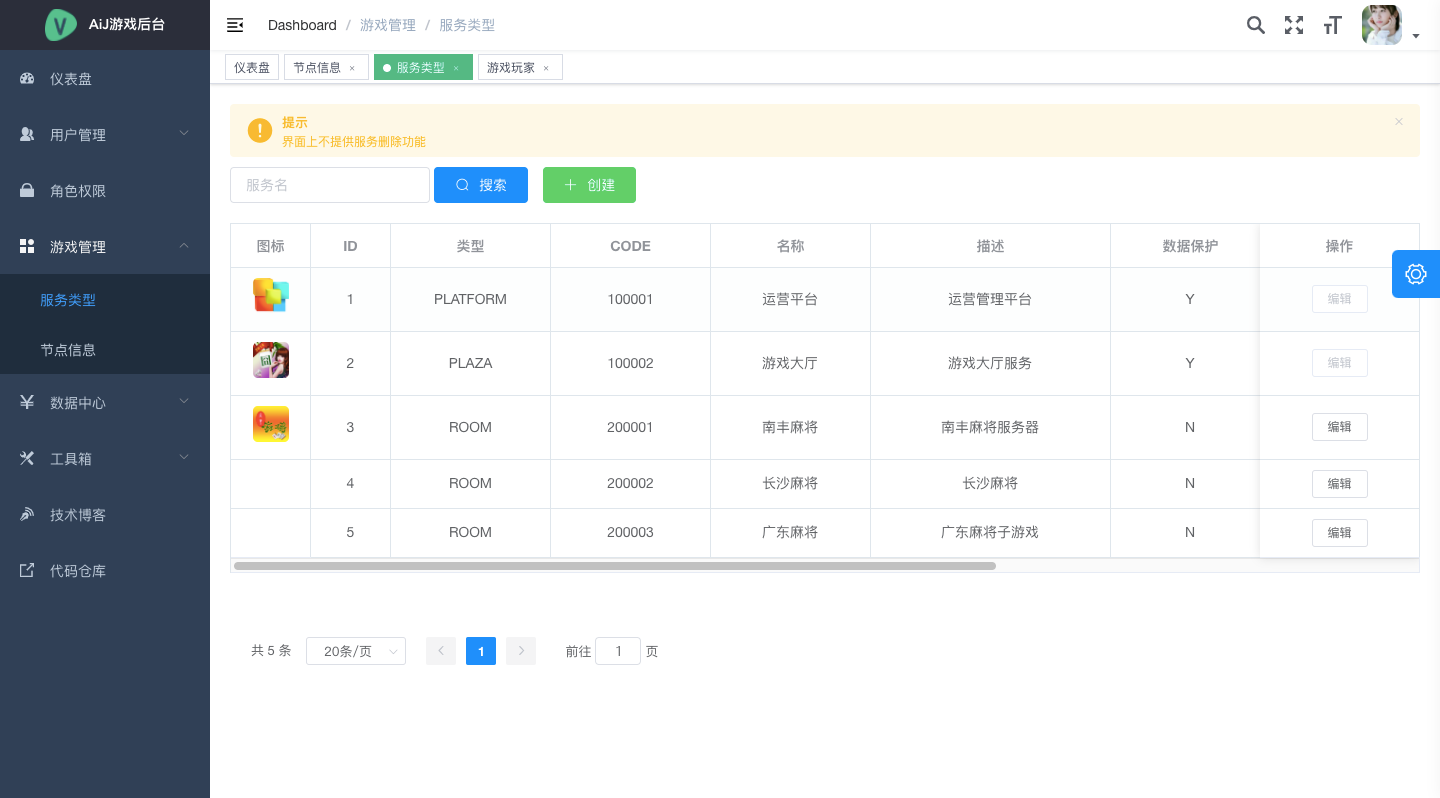 AiJ游戏后台
Dashboard / 游戏管理 / 服务类型
仪表盘 节点信息 × ● 服务类型 × 游戏玩家 ×
仪表盘
用户管理
角色权限
游戏管理
服务类型
节点信息
数据中心
工具箱
技术博客
代码仓库
提示
界面上不提供服务删除功能
服务名 搜索 创建
图标 ID 类型 CODE 名称 描述 数据保护 操作
1 PLATFORM 100001 运营平台 运营管理平台 Y 编辑
2 PLAZA 100002 游戏大厅 游戏大厅服务 Y 编辑
3 ROOM 200001 南丰麻将 南丰麻将服务器 N 编辑
4 ROOM 200002 长沙麻将 长沙麻将 N 编辑
5 ROOM 200003 广东麻将 广东麻将子游戏 N 编辑
共 5 条 20条/页 1 前往 1 页